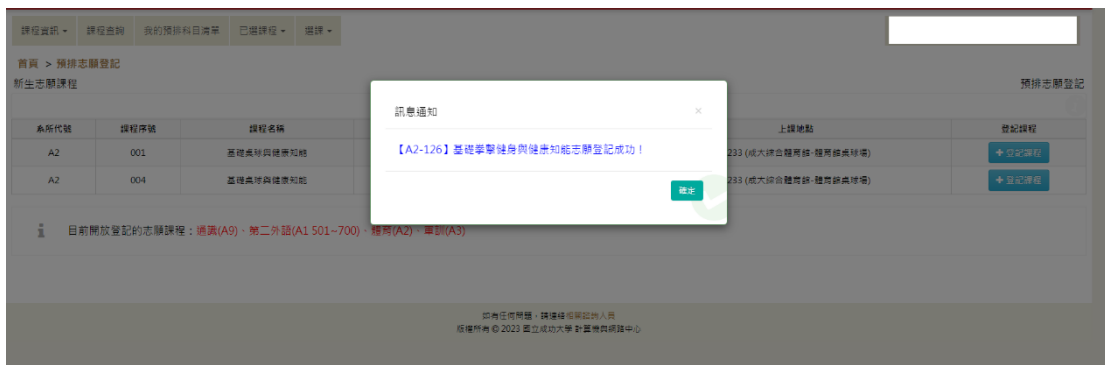 課程資訊 課程查詢 我的預排科目清單 已選課程 選課
首頁 > 預排志願登記
新生志願課程
預排志願登記
訊息通知 ×
【A2-126】基礎拳擊健身與健康知能志願登記成功！
確定
系所代號 課程序號 課程名稱 上課地點 登記課程
A2 001 基礎桌球與健康知能 233 (成大綜合體育館-體育館桌球場) + 登記課程
A2 004 基礎桌球與健康知能 233 (成大綜合體育館-體育館桌球場) + 登記課程
目前開放登記的志願課程：通識(A9)、第二外語(A1 501~700)、體育(A2)、軍訓(A3)
如有任何問題，請連絡相關諮詢人員
版權所有 © 2023 國立成功大學 計算機與網路中心